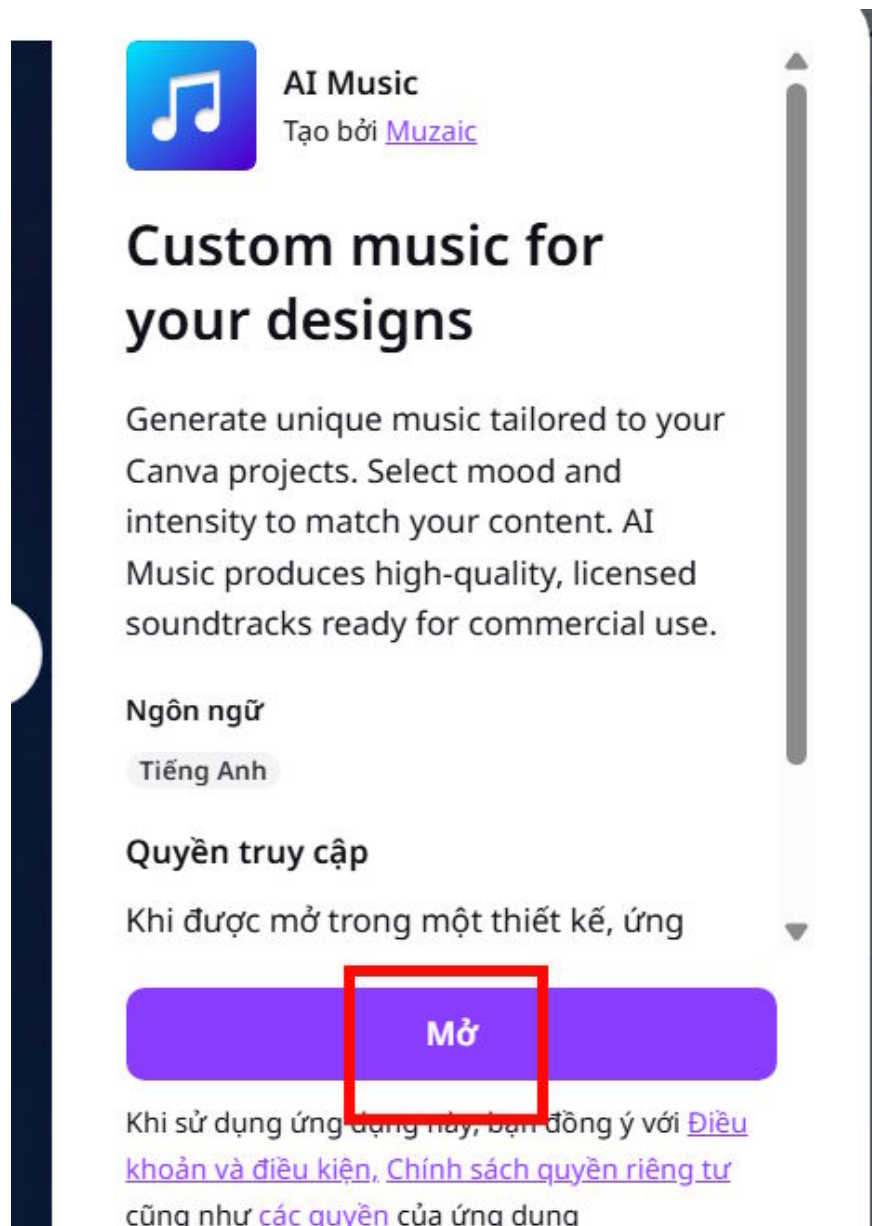 AI Music
Tạo bởi Muzaic
Custom music for
your designs
Generate unique music tailored to your
Canva projects. Select mood and
intensity to match your content. AI
Music produces high-quality, licensed
soundtracks ready for commercial use.
Ngôn ngữ
Tiếng Anh
Quyền truy cập
Khi được mở trong một thiết kế, ứng
Mở
Khi sử dụng ứng dụng này, bạn đồng ý với Điều
khoản và điều kiện, Chính sách quyền riêng tư
cũng như các quyền của ứng dụng